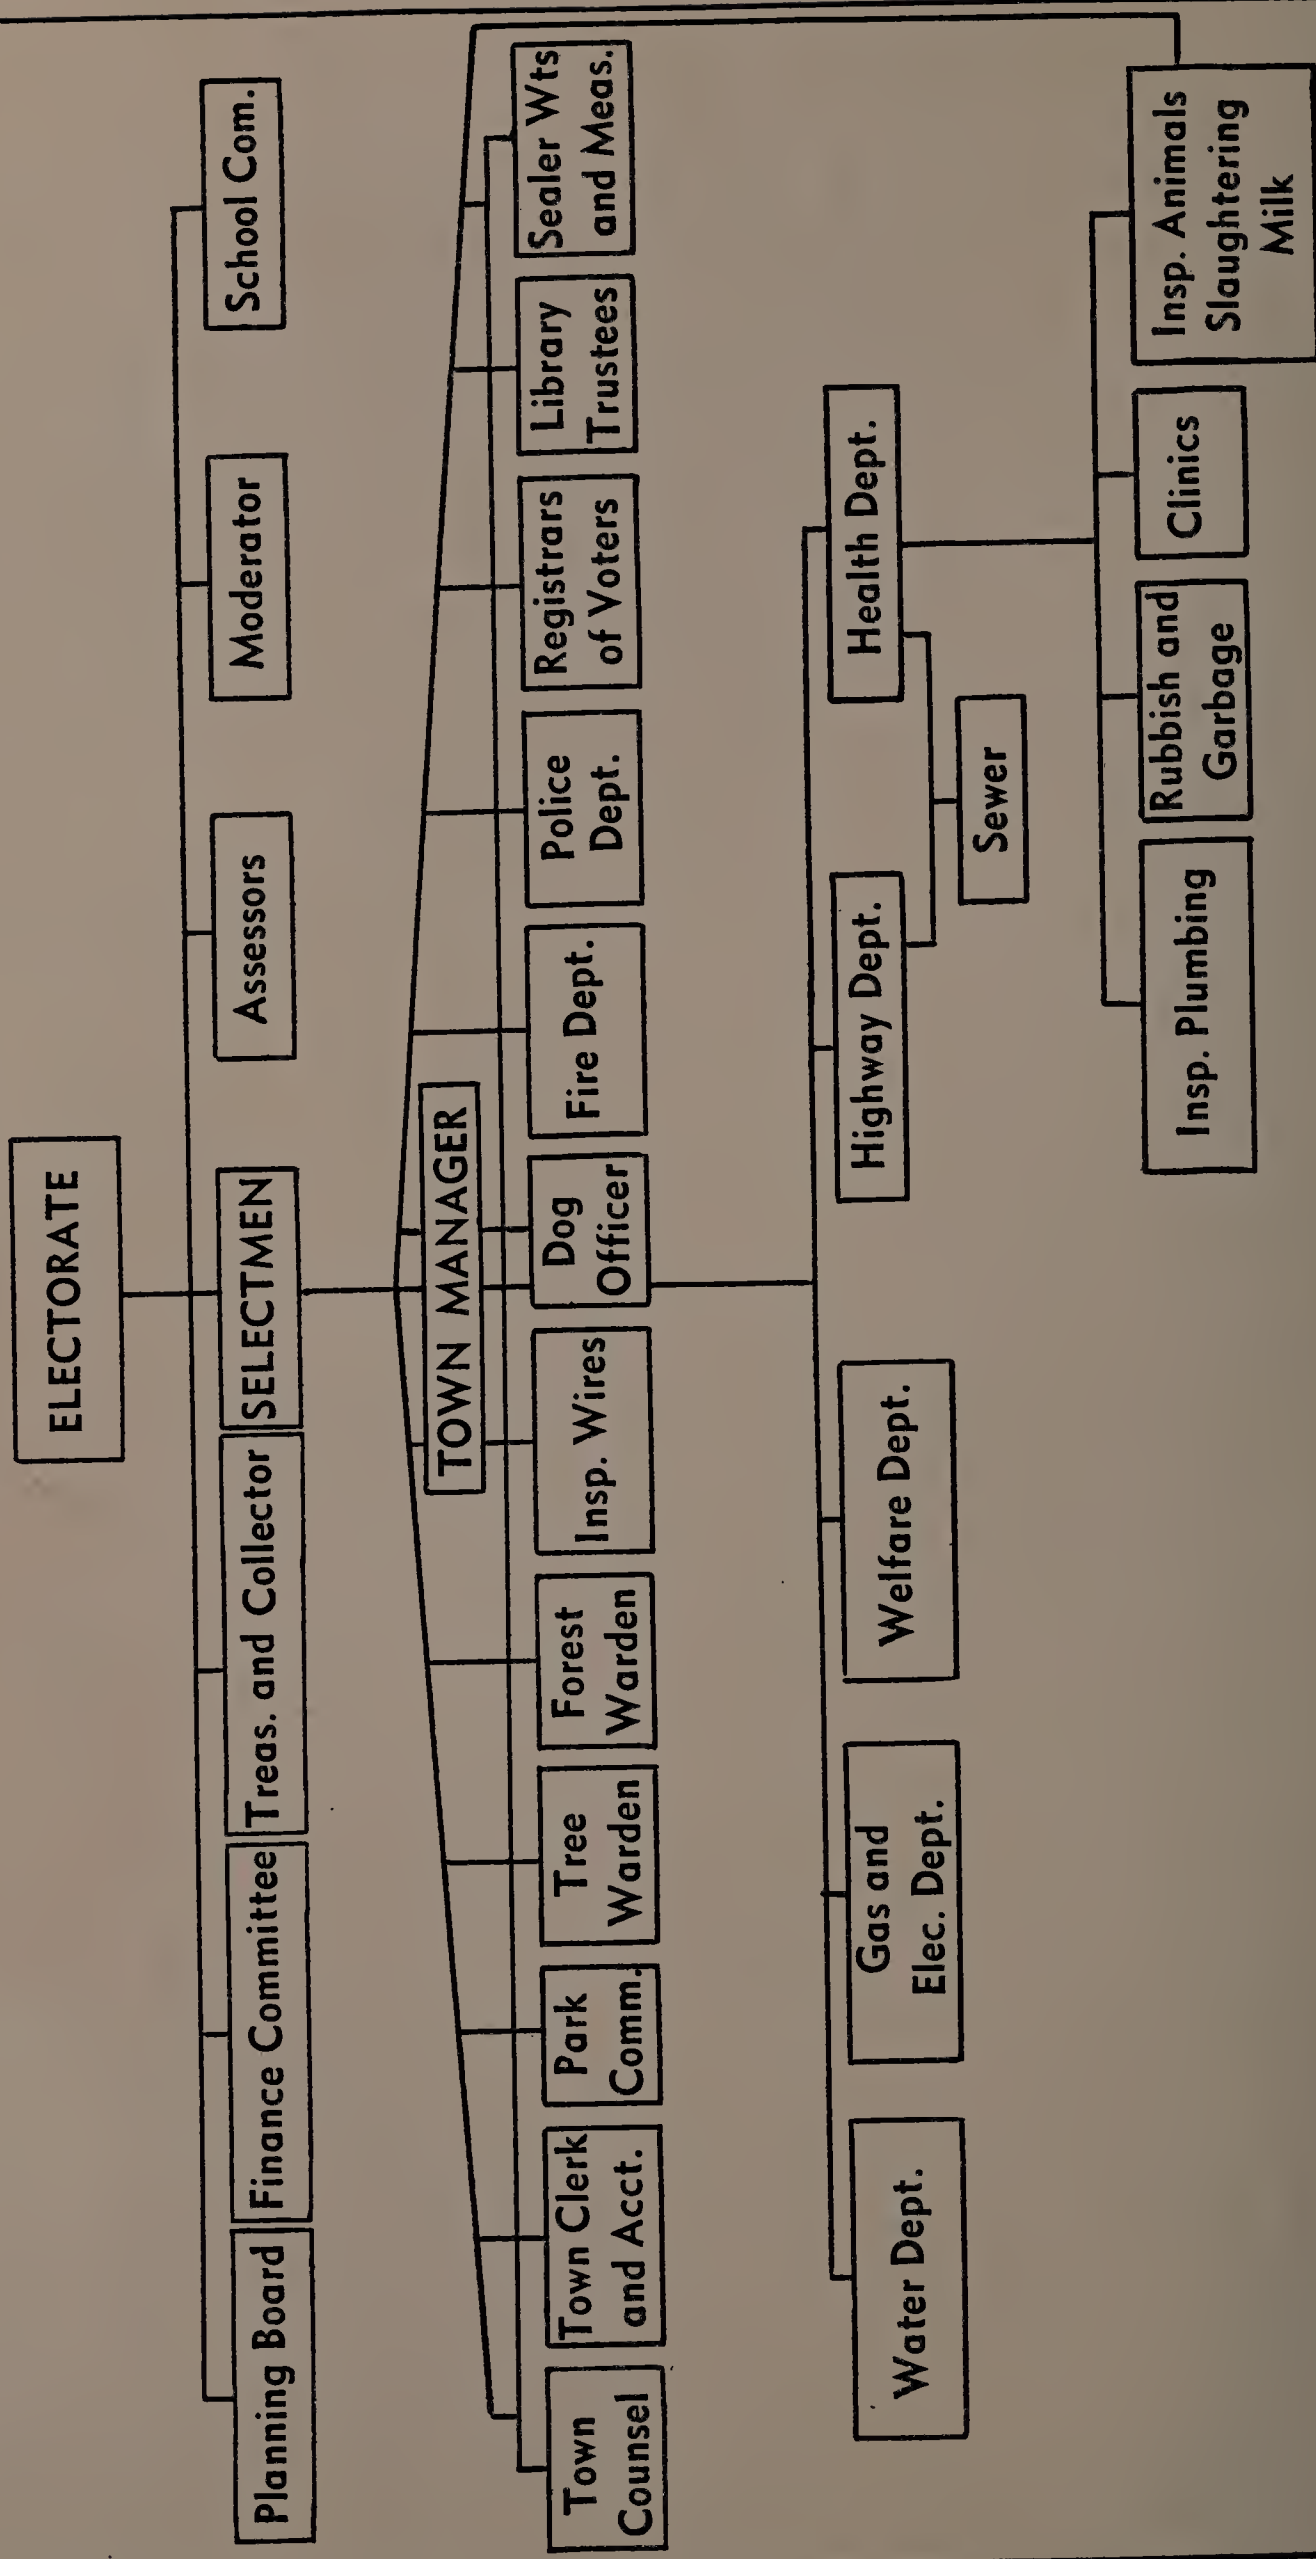 ELECTORATE
Planning Board
Finance Committee
Treas. and Collector
SELECTMEN
Assessors
Moderator
School Com.
TOWN MANAGER
Town
Counsel
Town Clerk
and Acct.
Park
Comm.
Tree
Warden
Forest
Warden
Insp. Wires
Dog
Officer
Fire Dept.
Police
Dept.
Registrars
of Voters
Library
Trustees
Sealer Wts
and Meas.
Water Dept.
Gas and
Elec. Dept.
Welfare Dept.
Highway Dept.
Health Dept.
Sewer
Insp. Plumbing
Rubbish and
Garbage
Clinics
Insp. Animals
Slaughtering
Milk